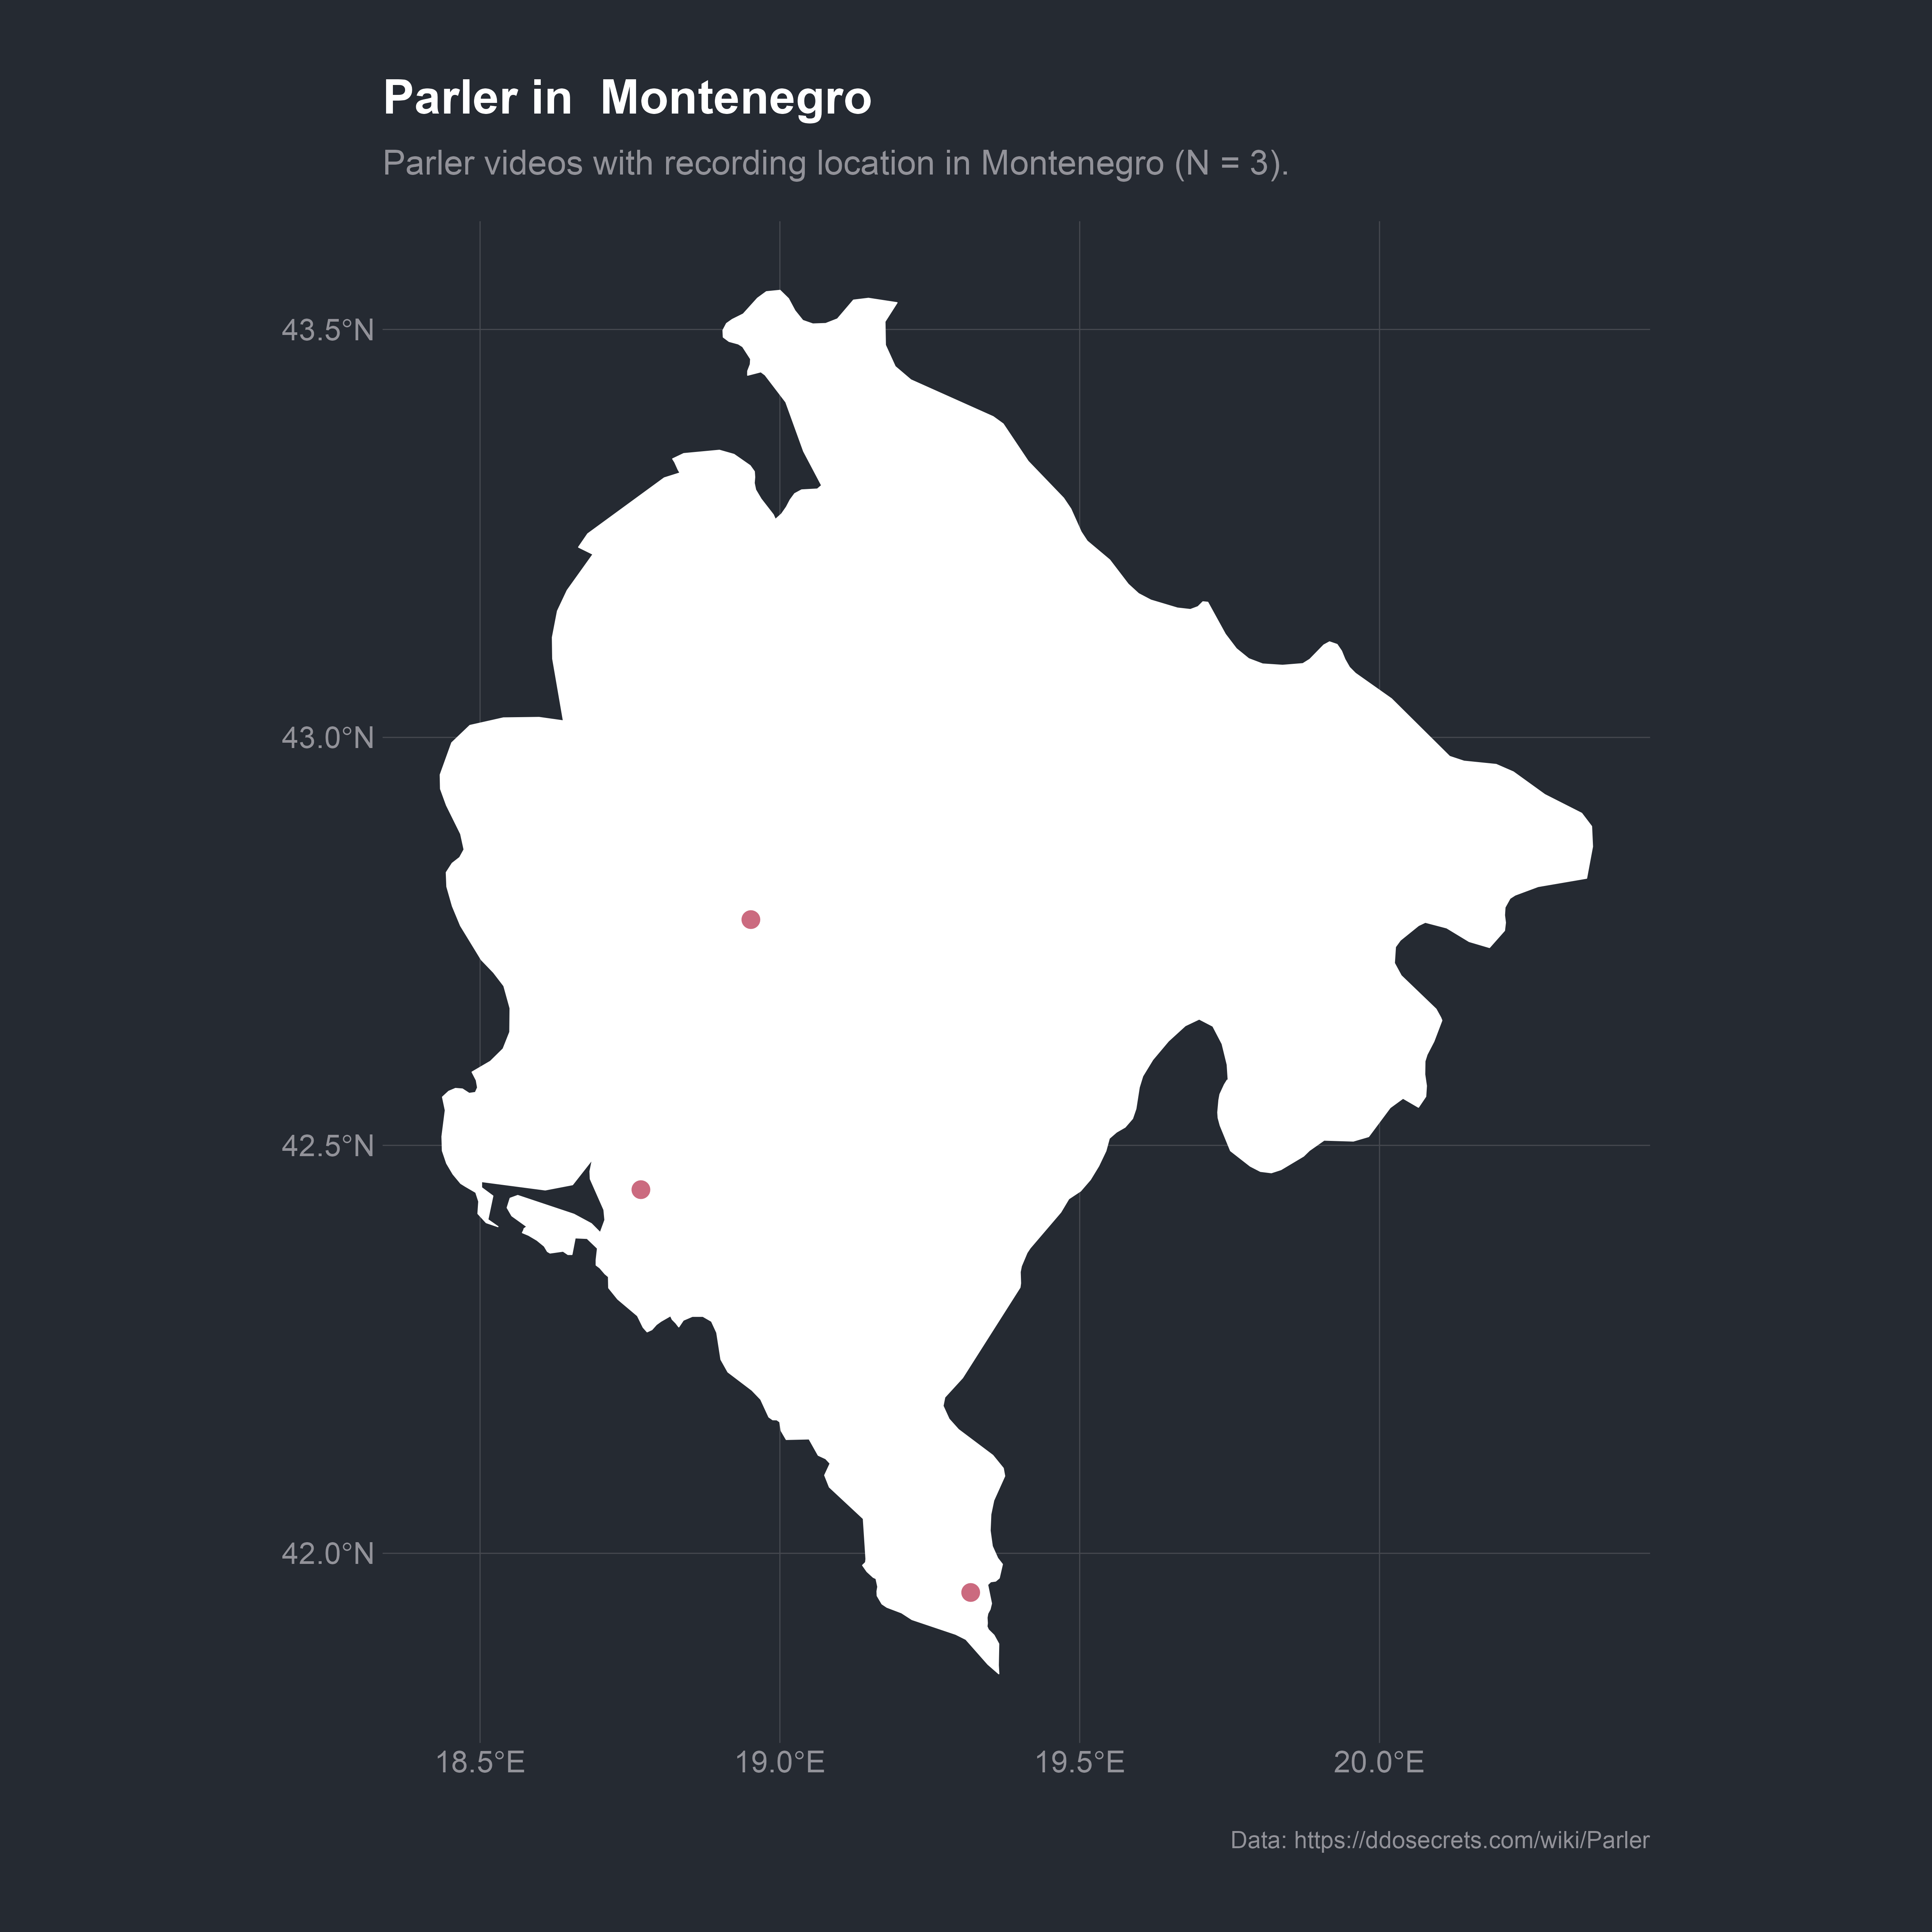 Parler in  Montenegro
Parler videos with recording location in Montenegro (N = 3).
43.5°N
43.0°N
42.5°N
42.0°N
18.5°E 19.0°E 19.5°E 20.0°E
Data: https://ddosecrets.com/wiki/Parler